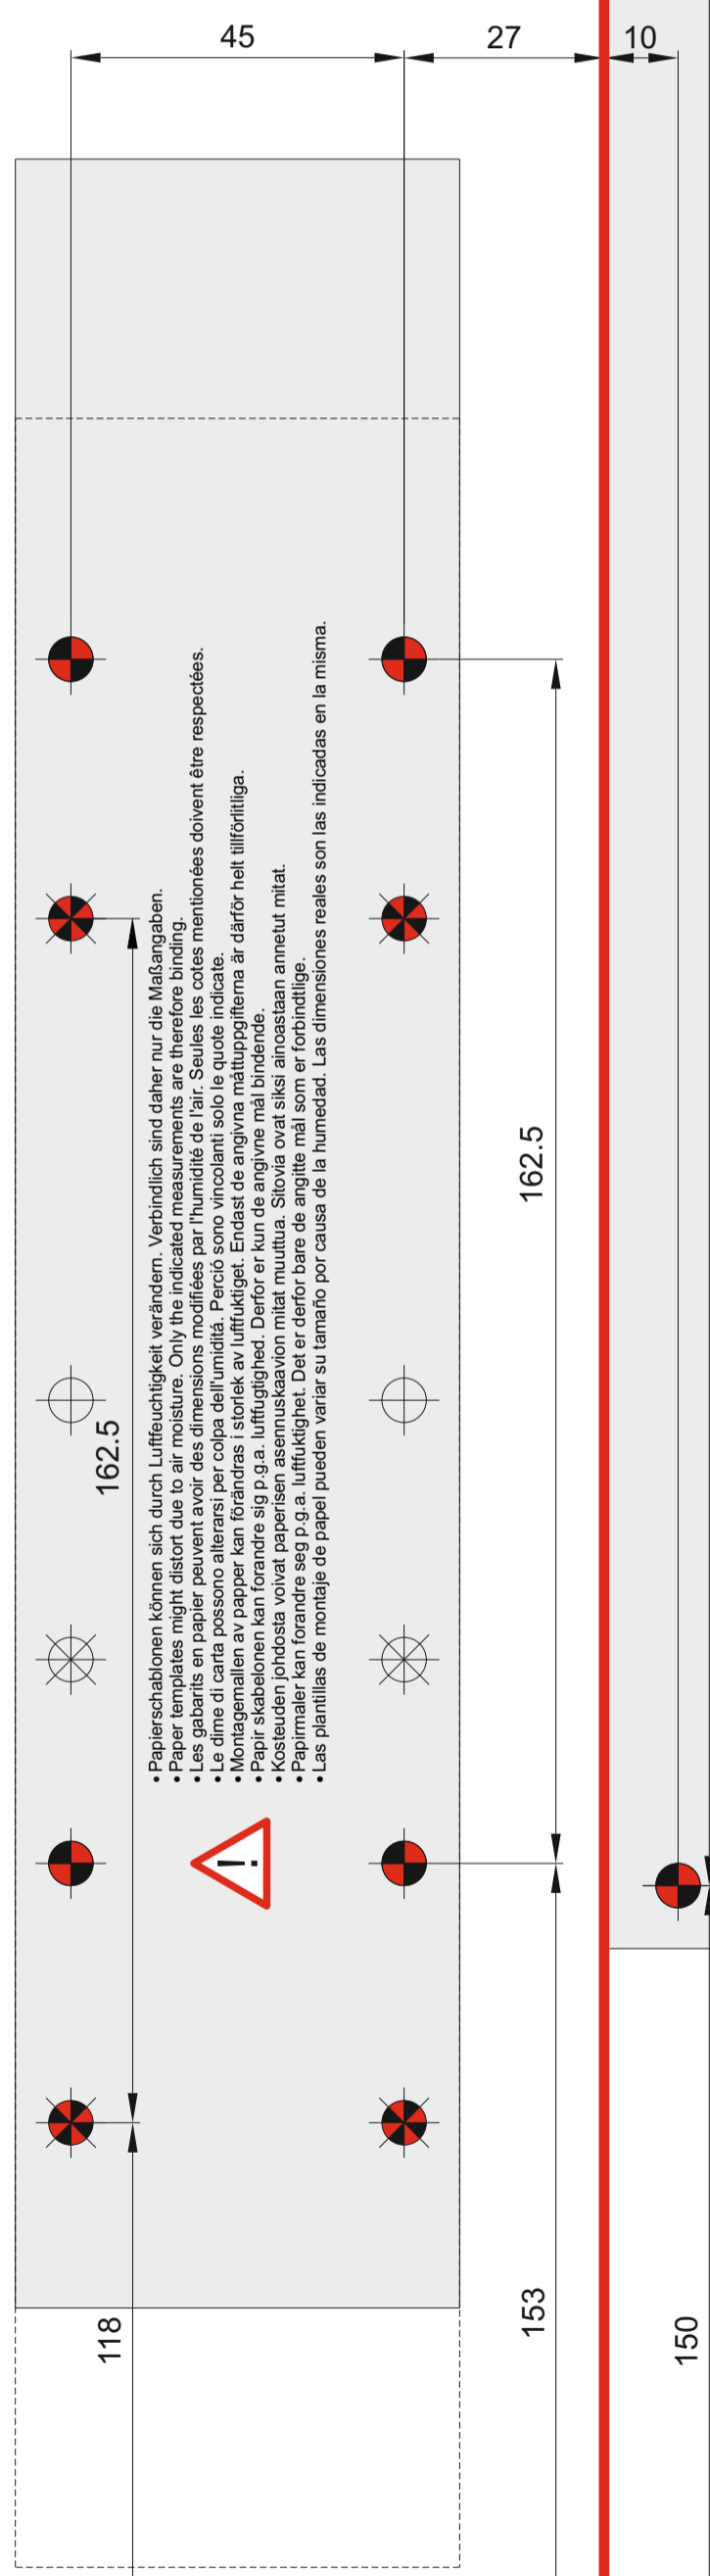 45
27
10
• Papierschablonen können sich durch Luftfeuchtigkeit verändern. Verbindlich sind daher nur die Maßangaben.
• Paper templates might distort due to air moisture. Only the indicated measurements are therefore binding.
• Les gabarits en papier peuvent avoir des dimensions modifiées par l'humidité de l'air. Seules les cotes mentionées doivent être respectées.
• Le dime di carta possono alterarsi per colpa dell'umiditá. Perció sono vincolanti solo le quote indicate.
• Montagemallen av papper kan förändras i storlek av luftfuktiget. Endast de angivna måttuppgifterna är därför helt tillförlitliga.
• Papir skabelonen kan forandre sig p.g.a. luftfugtighed. Derfor er kun de angivne mål bindende.
• Kosteuden johdosta voivat paperisen asennuskaavion mitat muuttua. Sitovia ovat siksi ainoastaan annetut mitat.
• Papirmaler kan forandre seg p.g.a. luftfuktighet. Det er derfor bare de angitte mål som er forbindtlige.
• Las plantillas de montaje de papel pueden variar su tamaño por causa de la humedad. Las dimensiones reales son las indicadas en la misma.
162.5
162.5
!
118
153
150